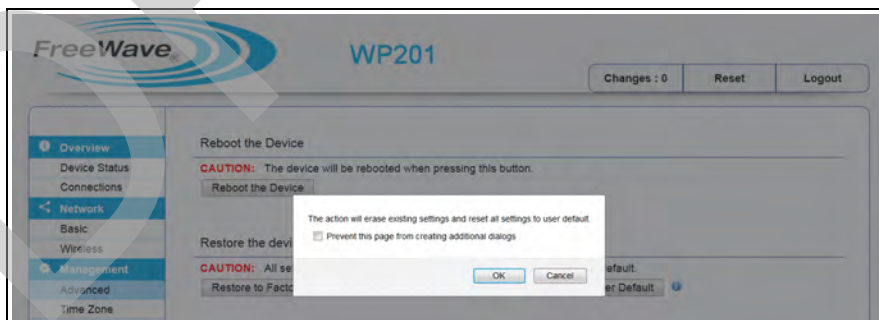 FreeWave®
WP201
Changes : 0 Reset Logout
Overview
Device Status
Connections
Network
Basic
Wireless
Management
Advanced
Time Zone
Reboot the Device
CAUTION: The device will be rebooted when pressing this button.
Reboot the Device
The action will erase existing settings and reset all settings to user default.
Prevent this page from creating additional dialogs
OK Cancel
Restore the devi
CAUTION: All se efault.
Restore to Facto er Default